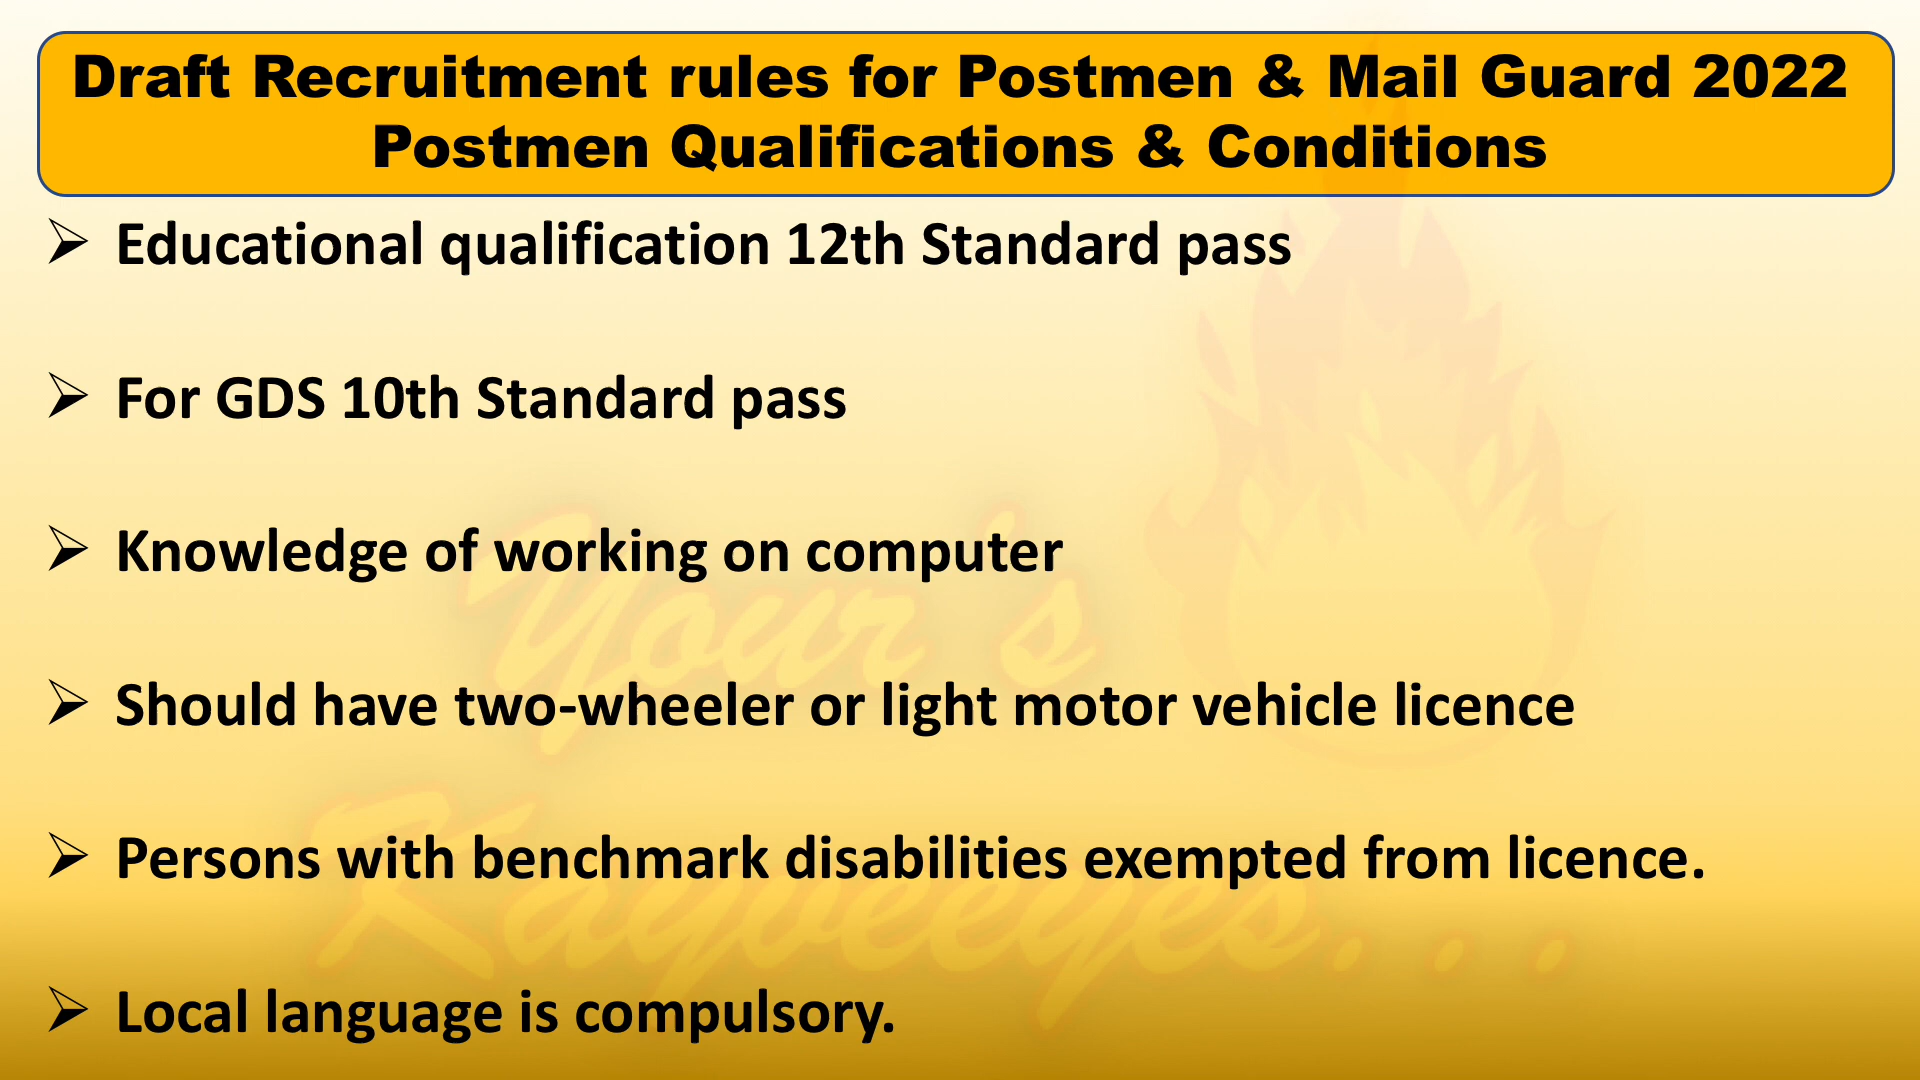 Draft Recruitment rules for Postmen & Mail Guard 2022
Postmen Qualifications & Conditions
➢ Educational qualification 12th Standard pass
➢ For GDS 10th Standard pass
➢ Knowledge of working on computer
➢ Should have two-wheeler or light motor vehicle licence
➢ Persons with benchmark disabilities exempted from licence.
➢ Local language is compulsory.
Your's
Kayveeyes. . .